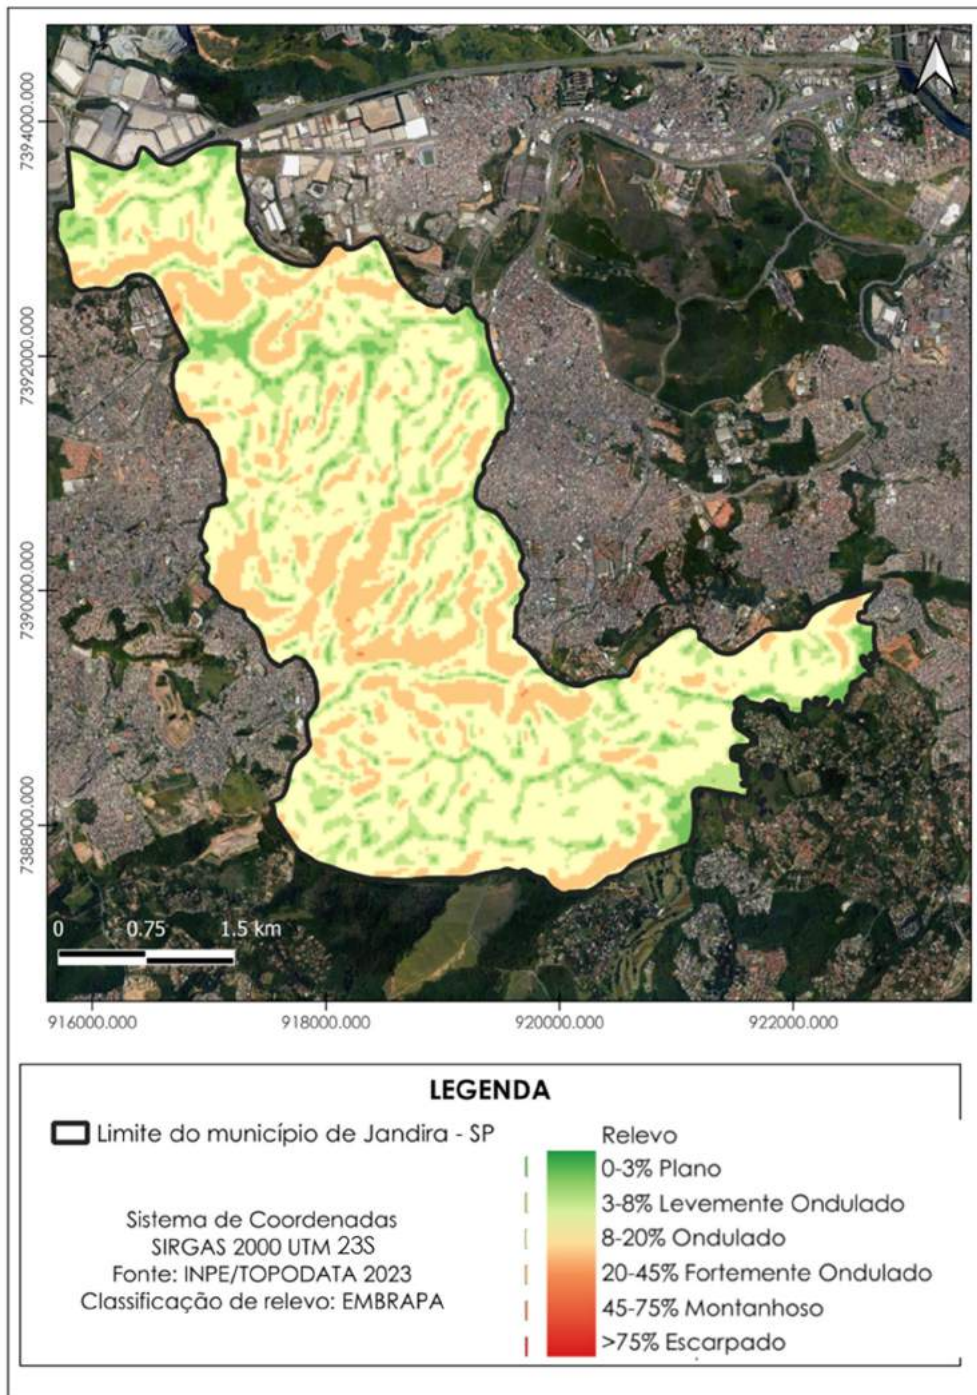 7394000.000
7392000.000
7390000.000
7388000.000
0 0.75 1.5 km
916000.000 918000.000 920000.000 922000.000
LEGENDA
Limite do município de Jandira - SP
Sistema de Coordenadas
SIRGAS 2000 UTM 23S
Fonte: INPE/TOPODATA 2023
Classificação de relevo: EMBRAPA
Relevo
0-3% Plano
3-8% Levemente Ondulado
8-20% Ondulado
20-45% Fortemente Ondulado
45-75% Montanhoso
>75% Escarpado